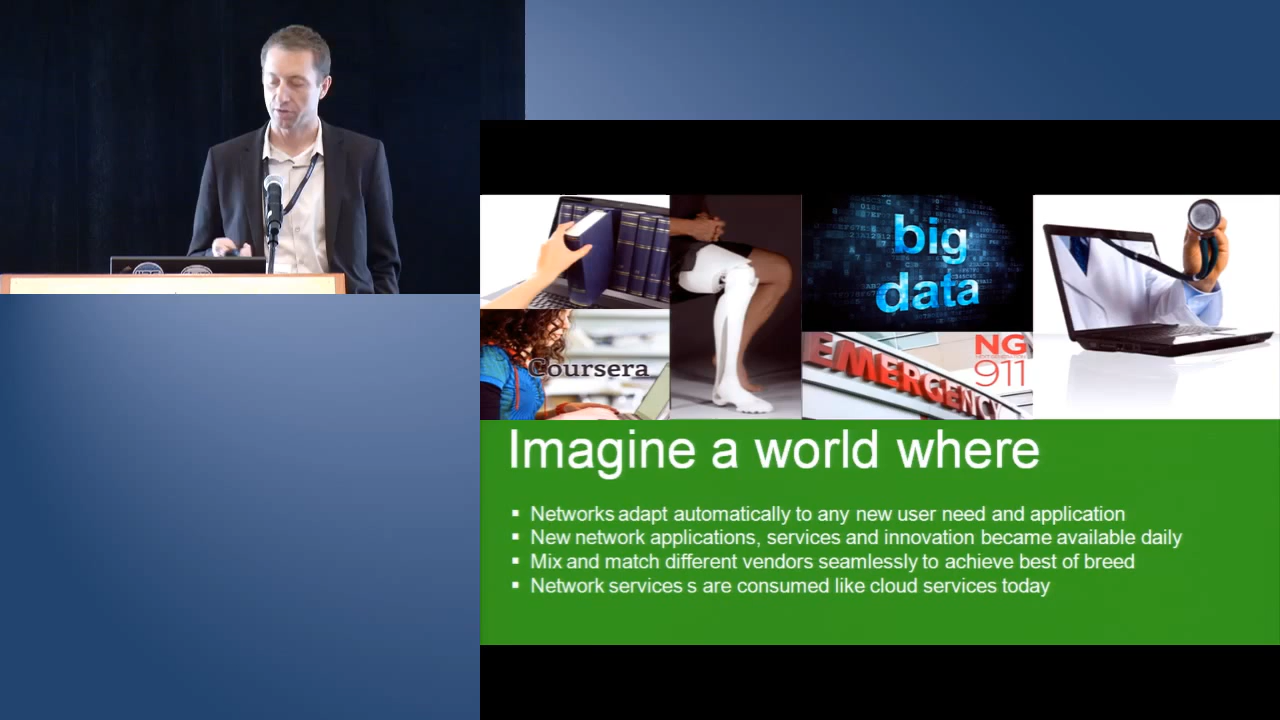 big
data
NG
911
EMERGENCY
Coursera
Imagine a world where
▪ Networks adapt automatically to any new user need and application
▪ New network applications, services and innovation became available daily
▪ Mix and match different vendors seamlessly to achieve best of breed
▪ Network services s are consumed like cloud services today